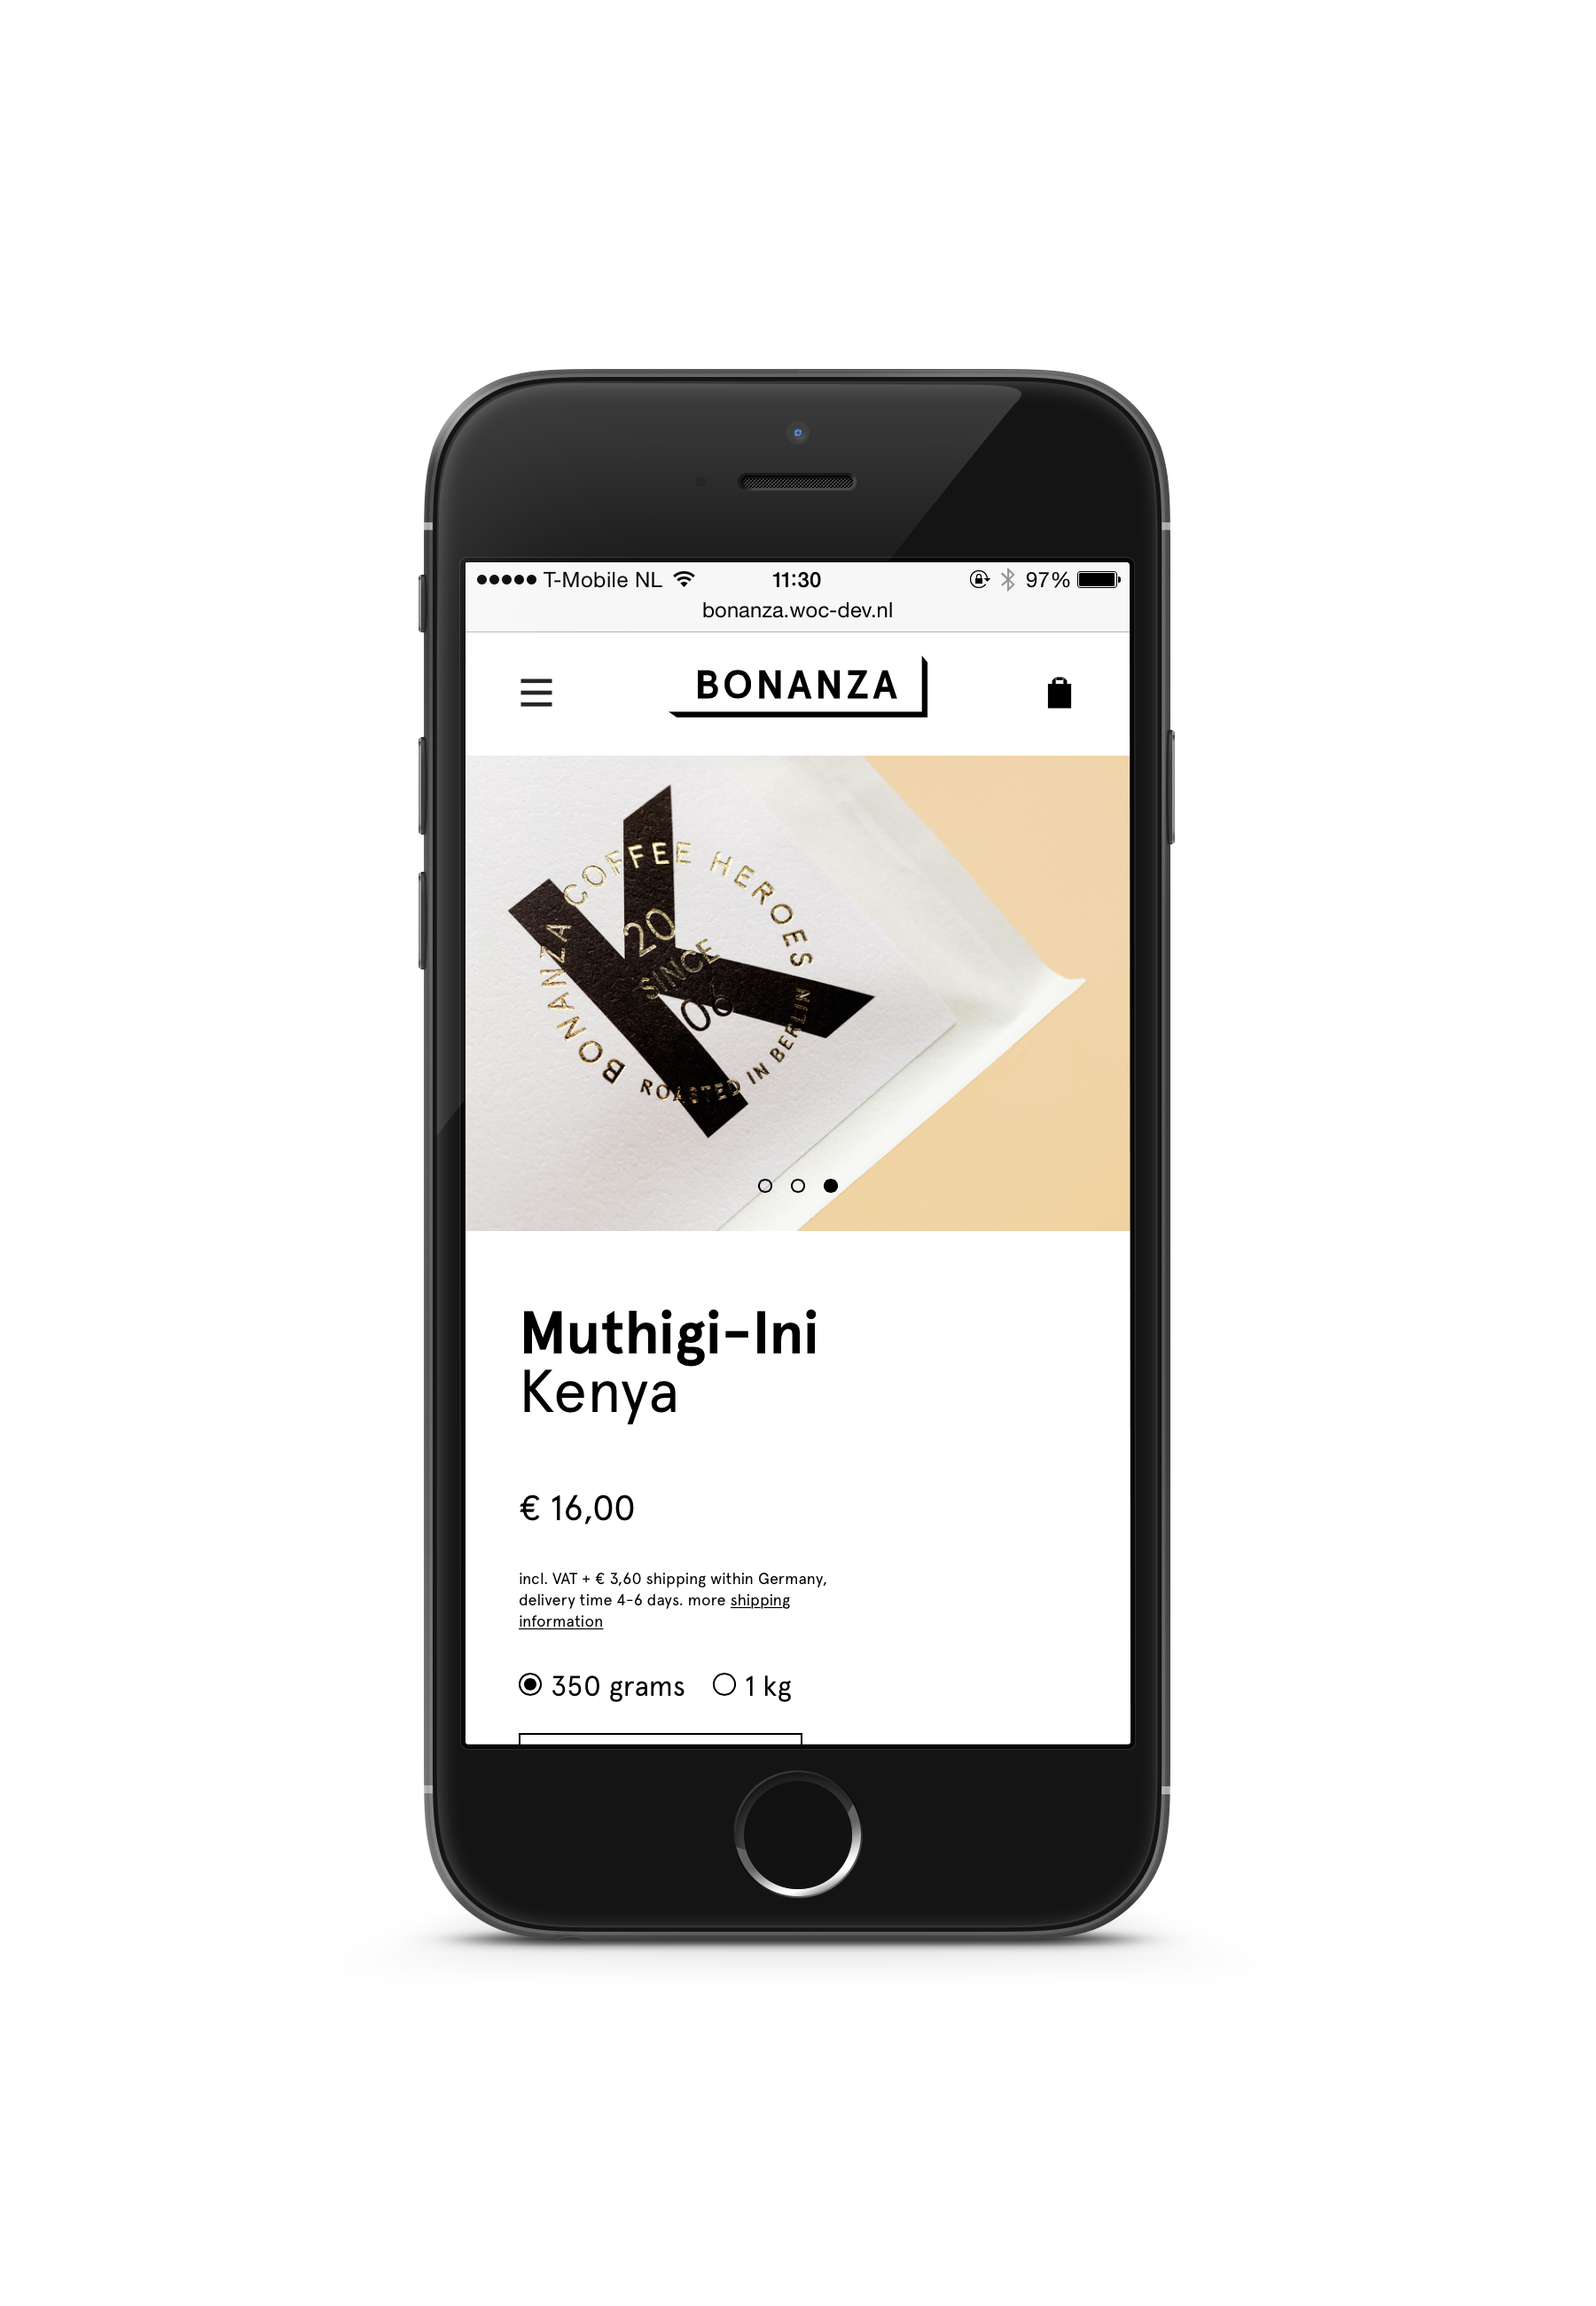 T-Mobile NL 11:30 97%
bonanza.woc-dev.nl
BONANZA
BONANZA COFFEE HEROES
20
SINCE
06
ROASTED IN BERLIN
K
Muthigi-Ini
Kenya
€ 16,00
incl. VAT + € 3,60 shipping within Germany,
delivery time 4-6 days. more shipping
information
350 grams 1 kg